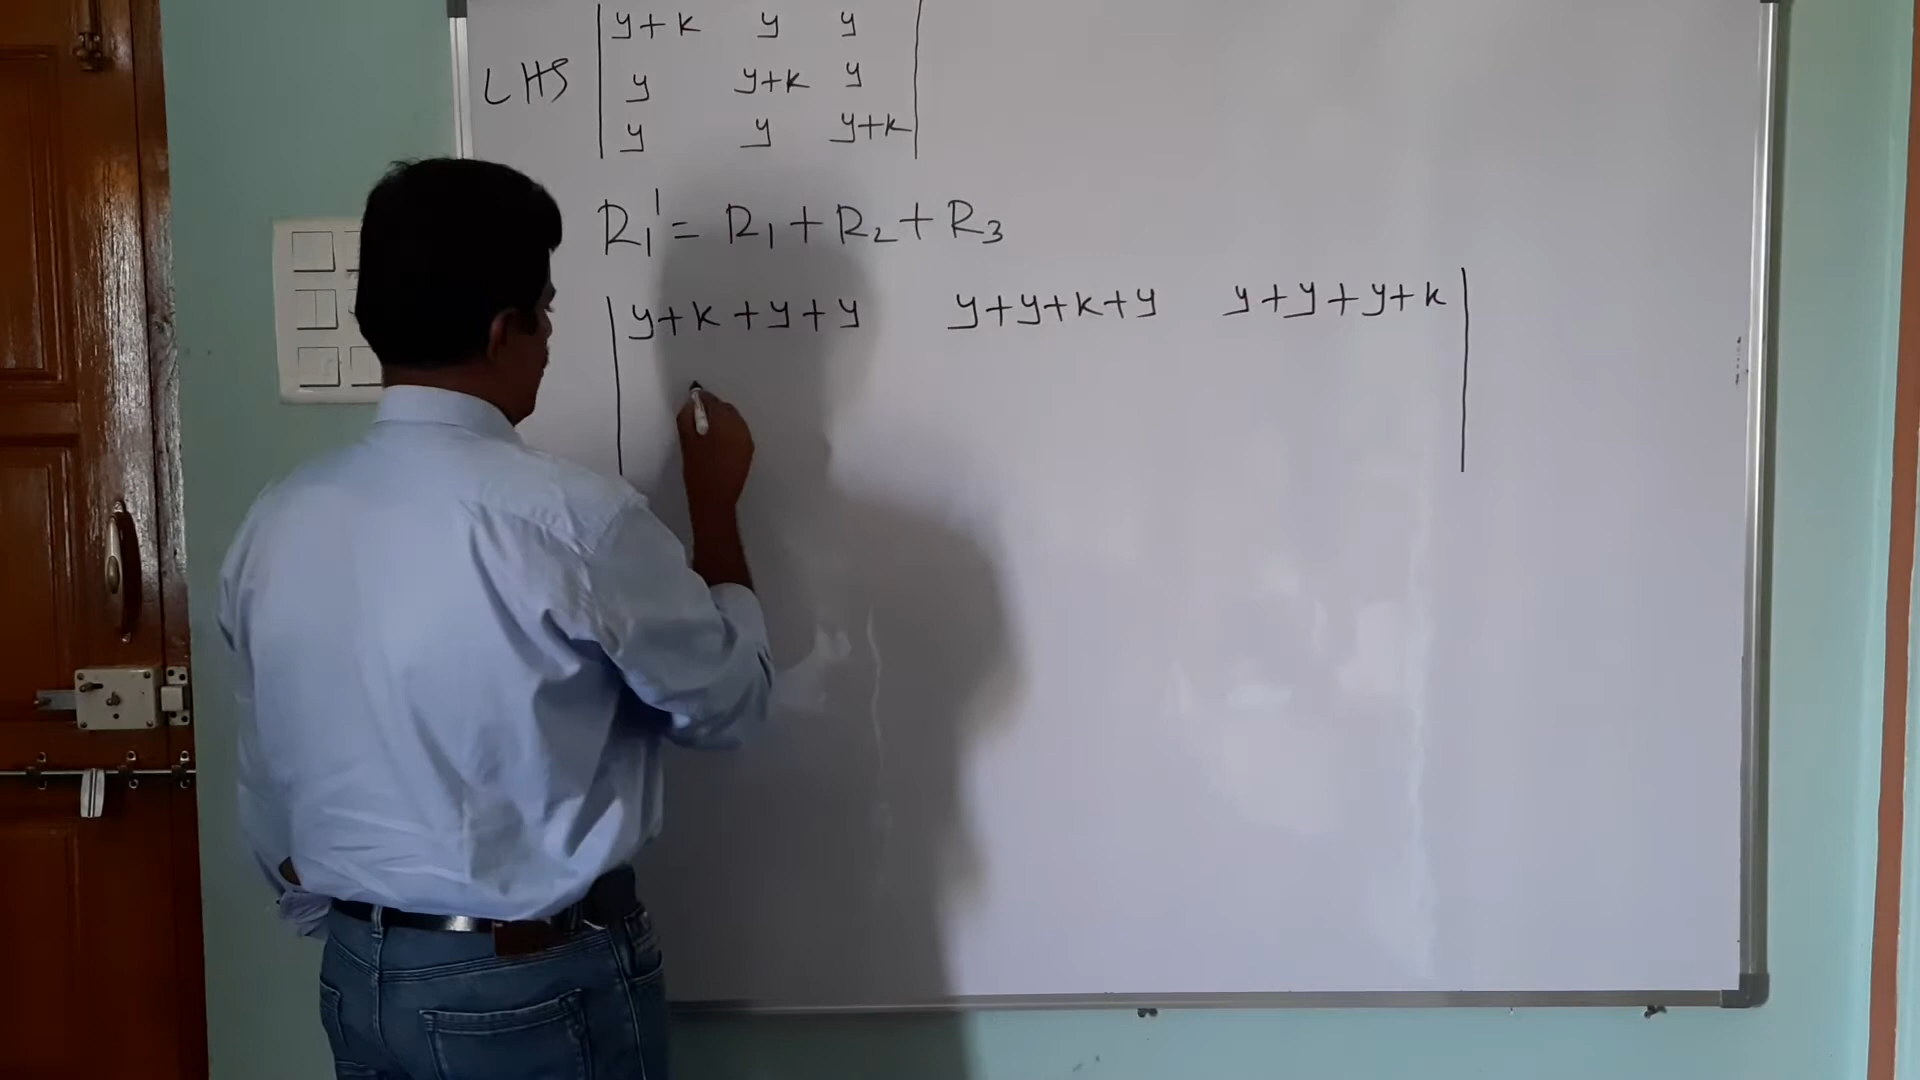 y+k y y
LHS y y+k y
y y y+k
R₁' = R₁ + R₂ + R₃
y+k+y+y y+y+k+y y+y+y+k